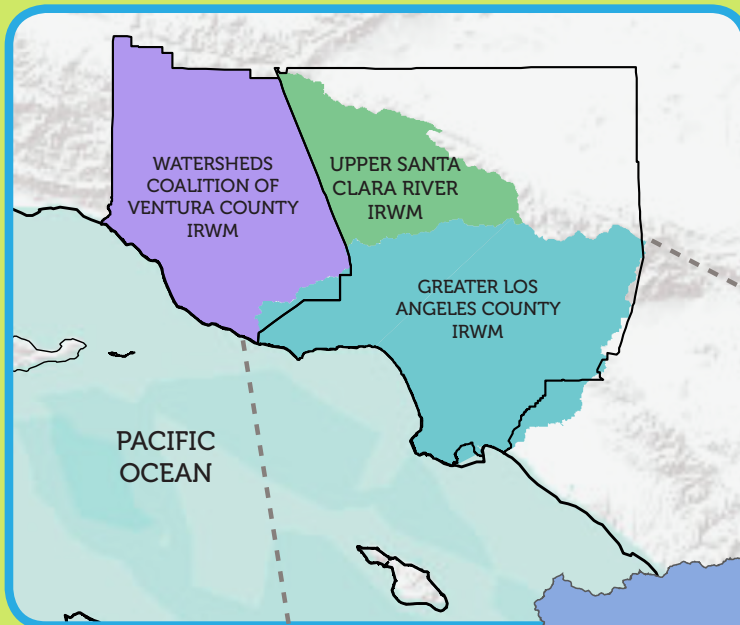 WATERSHEDS
COALITION OF
VENTURA COUNTY
IRWM
UPPER SANTA
CLARA RIVER
IRWM
GREATER LOS
ANGELES COUNTY
IRWM
PACIFIC
OCEAN